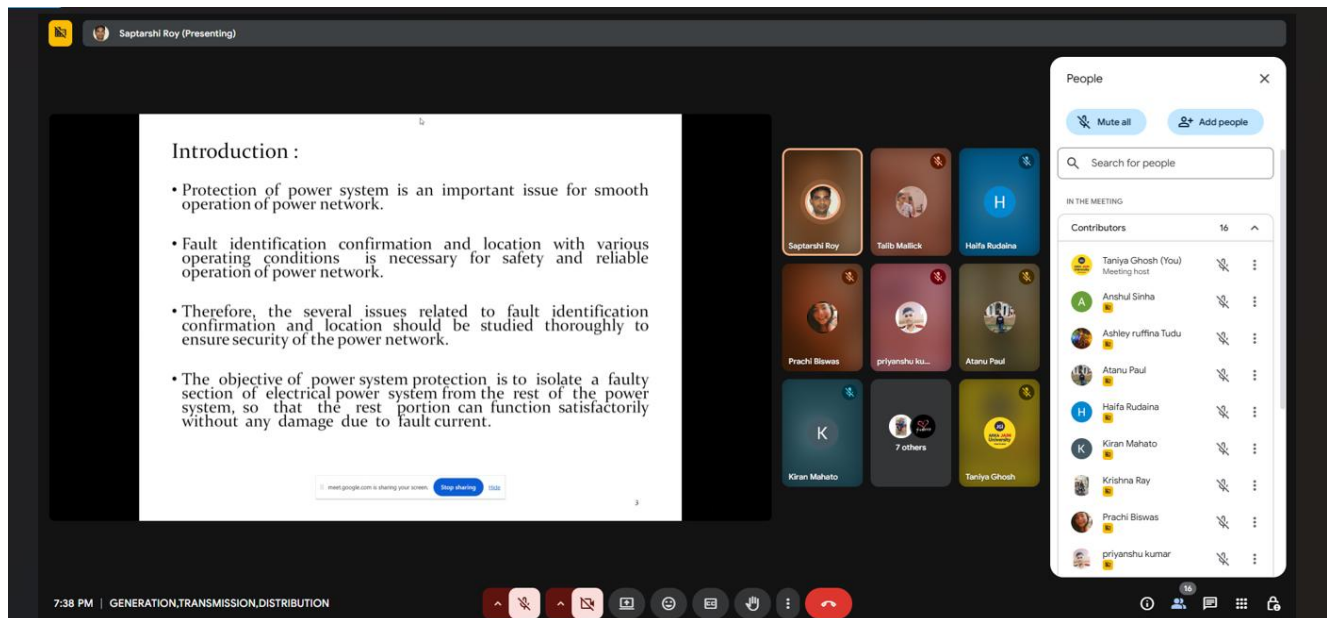 Saptarshi Roy (Presenting)
Introduction :
• Protection of power system is an important issue for smooth
operation of power network.
• Fault identification confirmation and location with various
operating conditions is necessary for safety and reliable
operation of power network.
• Therefore, the several issues related to fault identification
confirmation and location should be studied thoroughly to
ensure security of the power network.
• The objective of power system protection is to isolate a faulty
section of electrical power system from the rest of the power
system, so that the rest portion can function satisfactorily
without any damage due to fault current.
meet.google.com is sharing your screen. Stop sharing Hide
3
Saptarshi Roy
Talib Mallick
H
Haifa Rudaina
Prachi Biswas
priyanshu ku...
Atanu Paul
K
Kiran Mahato
7 others
Taniya Ghosh
People
Mute all
Add people
Search for people
IN THE MEETING
Contributors 16
Taniya Ghosh (You)
Meeting host
A
Anshul Sinha
Ashley ruffina Tudu
Atanu Paul
H
Haifa Rudaina
K
Kiran Mahato
Krishna Ray
Prachi Biswas
priyanshu kumar
7:38 PM | GENERATION,TRANSMISSION,DISTRIBUTION
16